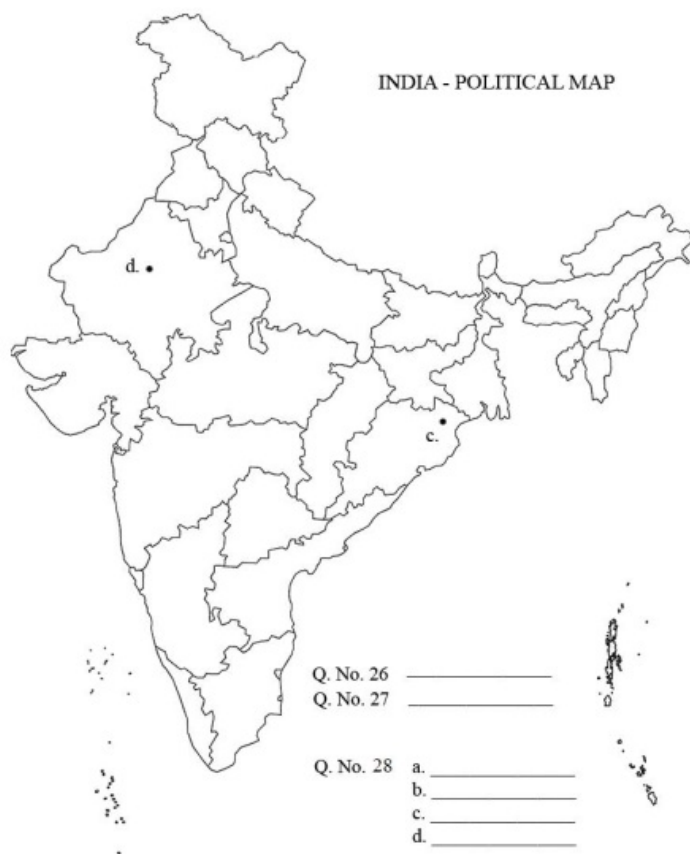 INDIA - POLITICAL MAP
d.
c.
Q. No. 26
Q. No. 27
Q. No. 28 a.
b.
c.
d.